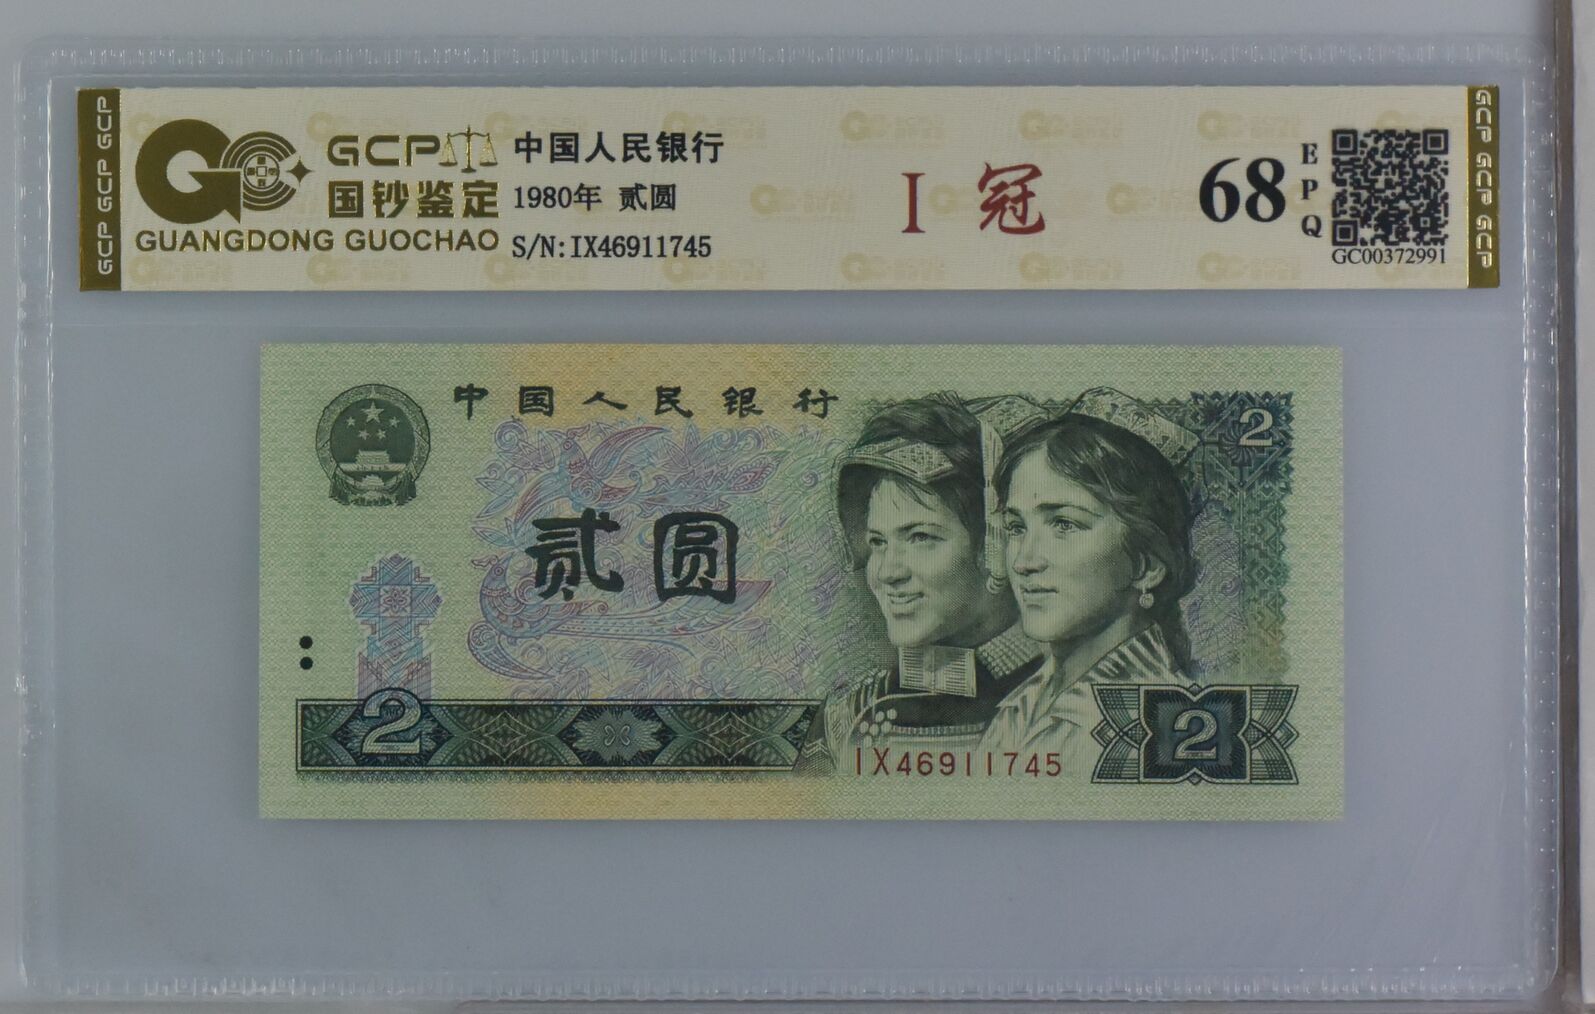 GCP GCP GCP
GCP
国钞鉴定
GUANGDONG GUOCHAO
中国人民银行
1980年 贰圆
S/N:IX46911745
I 冠
68
EPQ
GC00372991
GCP GCP GCP
中国人民银行
2
贰圆
2
IX46911745
2